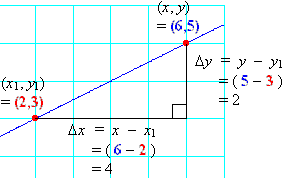 (x, y)
= (6,5)
Δy = y − y₁
= ( 5 − 3 )
= 2
(x₁, y₁)
= (2,3)
Δx = x − x₁
= ( 6 − 2 )
= 4